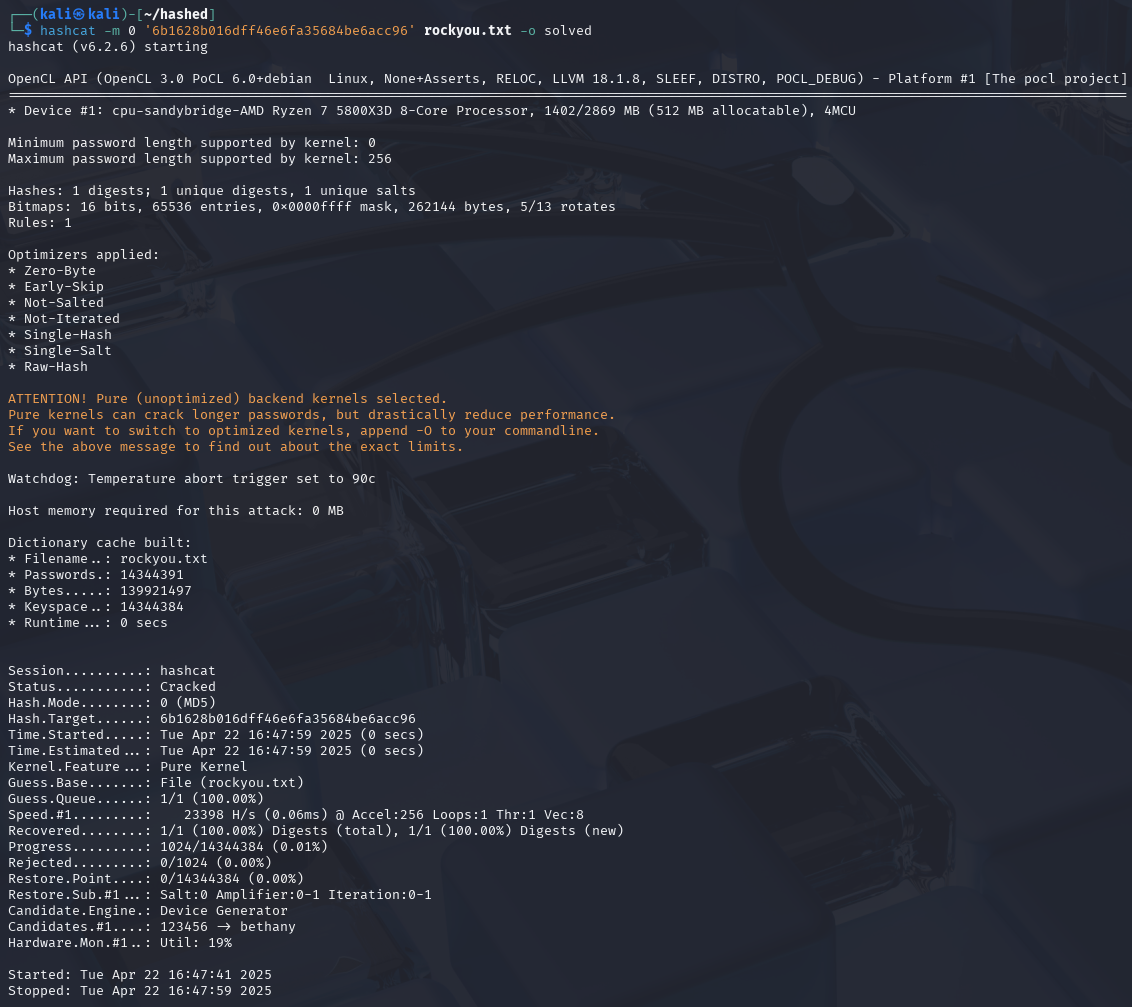 ┌──(kali㉿kali)-[~/hashed]
└─$ hashcat -m 0 '6b1628b016dff46e6fa35684be6acc96' rockyou.txt -o solved
hashcat (v6.2.6) starting

OpenCL API (OpenCL 3.0 PoCL 6.0+debian  Linux, None+Asserts, RELOC, LLVM 18.1.8, SLEEF, DISTRO, POCL_DEBUG) - Platform #1 [The pocl project]
============================================================================================================================================
* Device #1: cpu-sandybridge-AMD Ryzen 7 5800X3D 8-Core Processor, 1402/2869 MB (512 MB allocatable), 4MCU

Minimum password length supported by kernel: 0
Maximum password length supported by kernel: 256

Hashes: 1 digests; 1 unique digests, 1 unique salts
Bitmaps: 16 bits, 65536 entries, 0x0000ffff mask, 262144 bytes, 5/13 rotates
Rules: 1

Optimizers applied:
* Zero-Byte
* Early-Skip
* Not-Salted
* Not-Iterated
* Single-Hash
* Single-Salt
* Raw-Hash

ATTENTION! Pure (unoptimized) backend kernels selected.
Pure kernels can crack longer passwords, but drastically reduce performance.
If you want to switch to optimized kernels, append -O to your commandline.
See the above message to find out about the exact limits.

Watchdog: Temperature abort trigger set to 90c

Host memory required for this attack: 0 MB

Dictionary cache built:
* Filename..: rockyou.txt
* Passwords.: 14344391
* Bytes.....: 139921497
* Keyspace..: 14344384
* Runtime...: 0 secs

Session..........: hashcat
Status...........: Cracked
Hash.Mode........: 0 (MD5)
Hash.Target......: 6b1628b016dff46e6fa35684be6acc96
Time.Started.....: Tue Apr 22 16:47:59 2025 (0 secs)
Time.Estimated...: Tue Apr 22 16:47:59 2025 (0 secs)
Kernel.Feature...: Pure Kernel
Guess.Base.......: File (rockyou.txt)
Guess.Queue......: 1/1 (100.00%)
Speed.#1.........:    23398 H/s (0.06ms) @ Accel:256 Loops:1 Thr:1 Vec:8
Recovered........: 1/1 (100.00%) Digests (total), 1/1 (100.00%) Digests (new)
Progress.........: 1024/14344384 (0.01%)
Rejected.........: 0/1024 (0.00%)
Restore.Point....: 0/14344384 (0.00%)
Restore.Sub.#1...: Salt:0 Amplifier:0-1 Iteration:0-1
Candidate.Engine.: Device Generator
Candidates.#1....: 123456 -> bethany
Hardware.Mon.#1..: Util: 19%

Started: Tue Apr 22 16:47:41 2025
Stopped: Tue Apr 22 16:47:59 2025